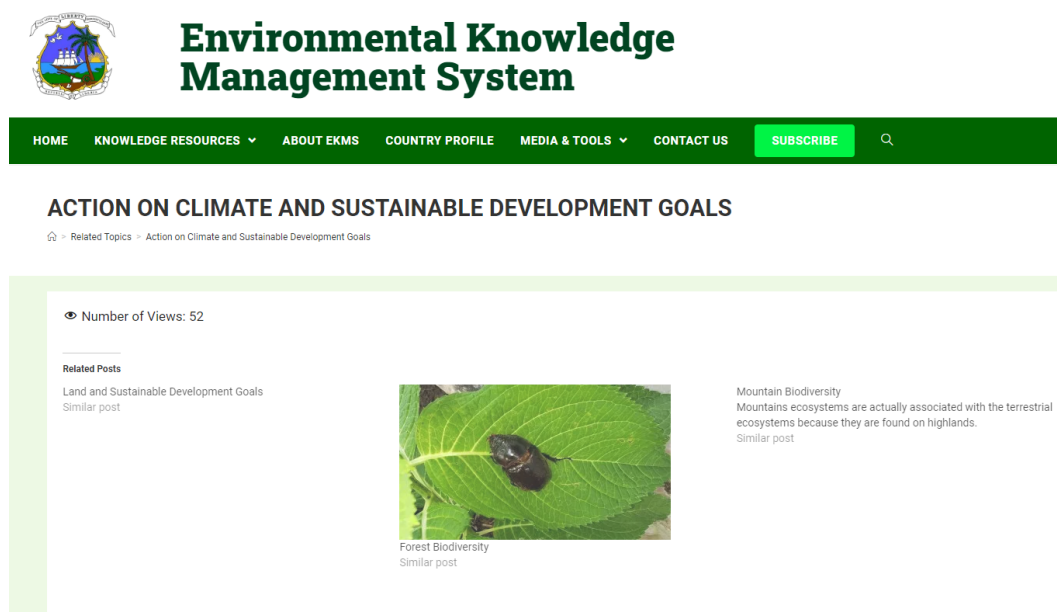 Environmental Knowledge
Management System
HOME KNOWLEDGE RESOURCES ABOUT EKMS COUNTRY PROFILE MEDIA & TOOLS CONTACT US SUBSCRIBE
ACTION ON CLIMATE AND SUSTAINABLE DEVELOPMENT GOALS
> Related Topics > Action on Climate and Sustainable Development Goals
Number of Views: 52
Related Posts
Land and Sustainable Development Goals
Similar post
Forest Biodiversity
Similar post
Mountain Biodiversity
Mountains ecosystems are actually associated with the terrestrial
ecosystems because they are found on highlands.
Similar post